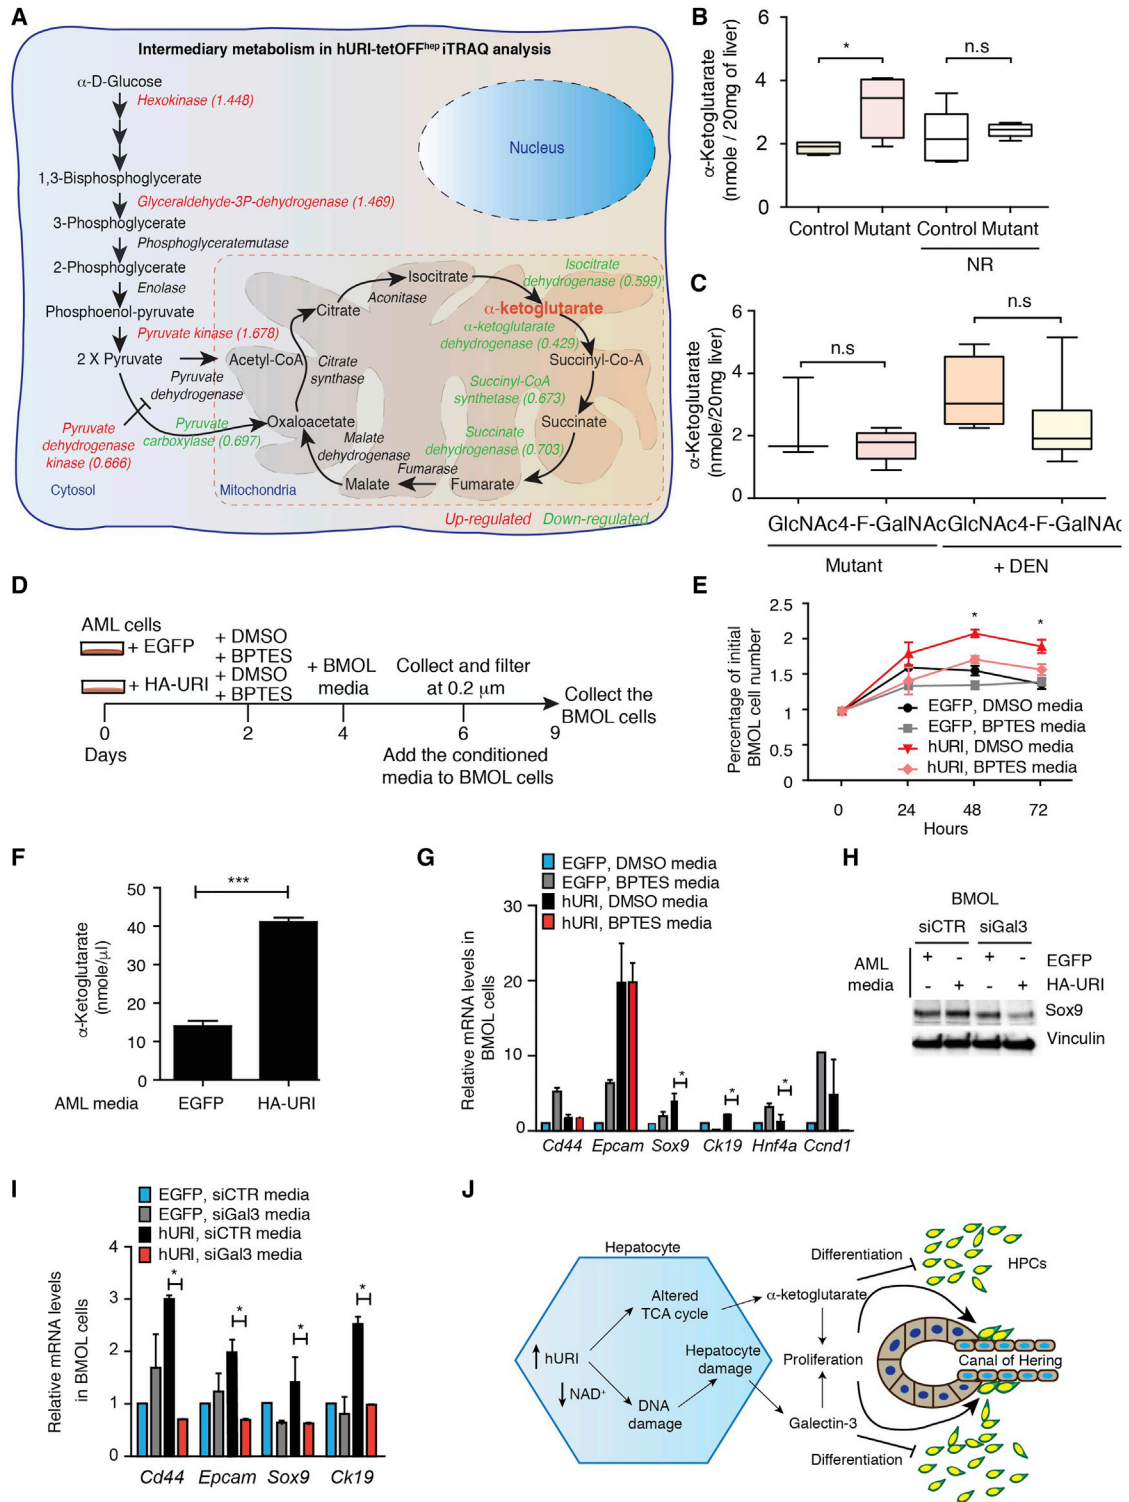 A
Intermediary metabolism in hURI-tetOFFhep iTRAQ analysis
α-D-Glucose
Hexokinase (1.448)
1,3-Bisphosphoglycerate
Glyceraldehyde-3P-dehydrogenase (1.469)
3-Phosphoglycerate
Phosphoglyceratemutase
2-Phosphoglycerate
Enolase
Phosphoenol-pyruvate
Pyruvate kinase (1.678)
2 X Pyruvate
Pyruvate
dehydrogenase
Pyruvate
carboxylase (0.697)
Pyruvate
dehydrogenase
kinase (0.666)
Cytosol
Nucleus
Acetyl-CoA
Citrate
synthase
Oxaloacetate
Citrate
Aconitase
Isocitrate
Isocitrate
dehydrogenase (0.599)
α-ketoglutarate
α-ketoglutarate
dehydrogenase (0.429)
Succinyl-Co-A
Succinyl-CoA
synthetase (0.673)
Succinate
Succinate
dehydrogenase (0.703)
Fumarate
Fumarase
Malate
Malate
dehydrogenase
Mitochondria
Up-regulated Down-regulated
B
α-Ketoglutarate
(nmole / 20mg of liver)
6
4
2
0
*
n.s
Control Mutant Control Mutant
NR
C
α-Ketoglutarate
(nmole/20mg liver)
6
4
2
0
n.s
n.s
GlcNAc4-F-GalNAcGlcNAc4-F-GalNAc
Mutant
+ DEN
D
AML cells
+ EGFP
+ DMSO
+ BPTES
+ HA-URI
+ DMSO
+ BPTES
+ BMOL
media
Collect and filter
at 0.2 μm
Collect the
BMOL cells
0
2
4
6
9
Days
Add the conditioned
media to BMOL cells
E
Percentage of initial
BMOL cell number
2.5
2
1.5
1
0.5
0
*
*
EGFP, DMSO media
EGFP, BPTES media
hURI, DMSO media
hURI, BPTES media
0
24
48
72
Hours
F
α-Ketoglutarate
(nmole/μl)
50
40
30
20
10
0
***
AML media
EGFP
HA-URI
G
EGFP, DMSO media
EGFP, BPTES media
hURI, DMSO media
hURI, BPTES media
Relative mRNA levels in
BMOL cells
30
20
10
0
*
*
*
Cd44 Epcam Sox9 Ck19 Hnf4a Ccnd1
H
BMOL
siCTR siGal3
AML
media
+ - + - EGFP
- + - + HA-URI
Sox9
Vinculin
I
EGFP, siCTR media
EGFP, siGal3 media
hURI, siCTR media
hURI, siGal3 media
Relative mRNA levels
in BMOL cells
4
3
2
1
0
*
*
*
*
Cd44 Epcam Sox9 Ck19
J
Hepatocyte
hURI
NAD+
Altered
TCA cycle
Hepatocyte
damage
DNA
damage
Differentiation
α-ketoglutarate
Proliferation
Galectin-3
Differentiation
HPCs
Canal of Hering